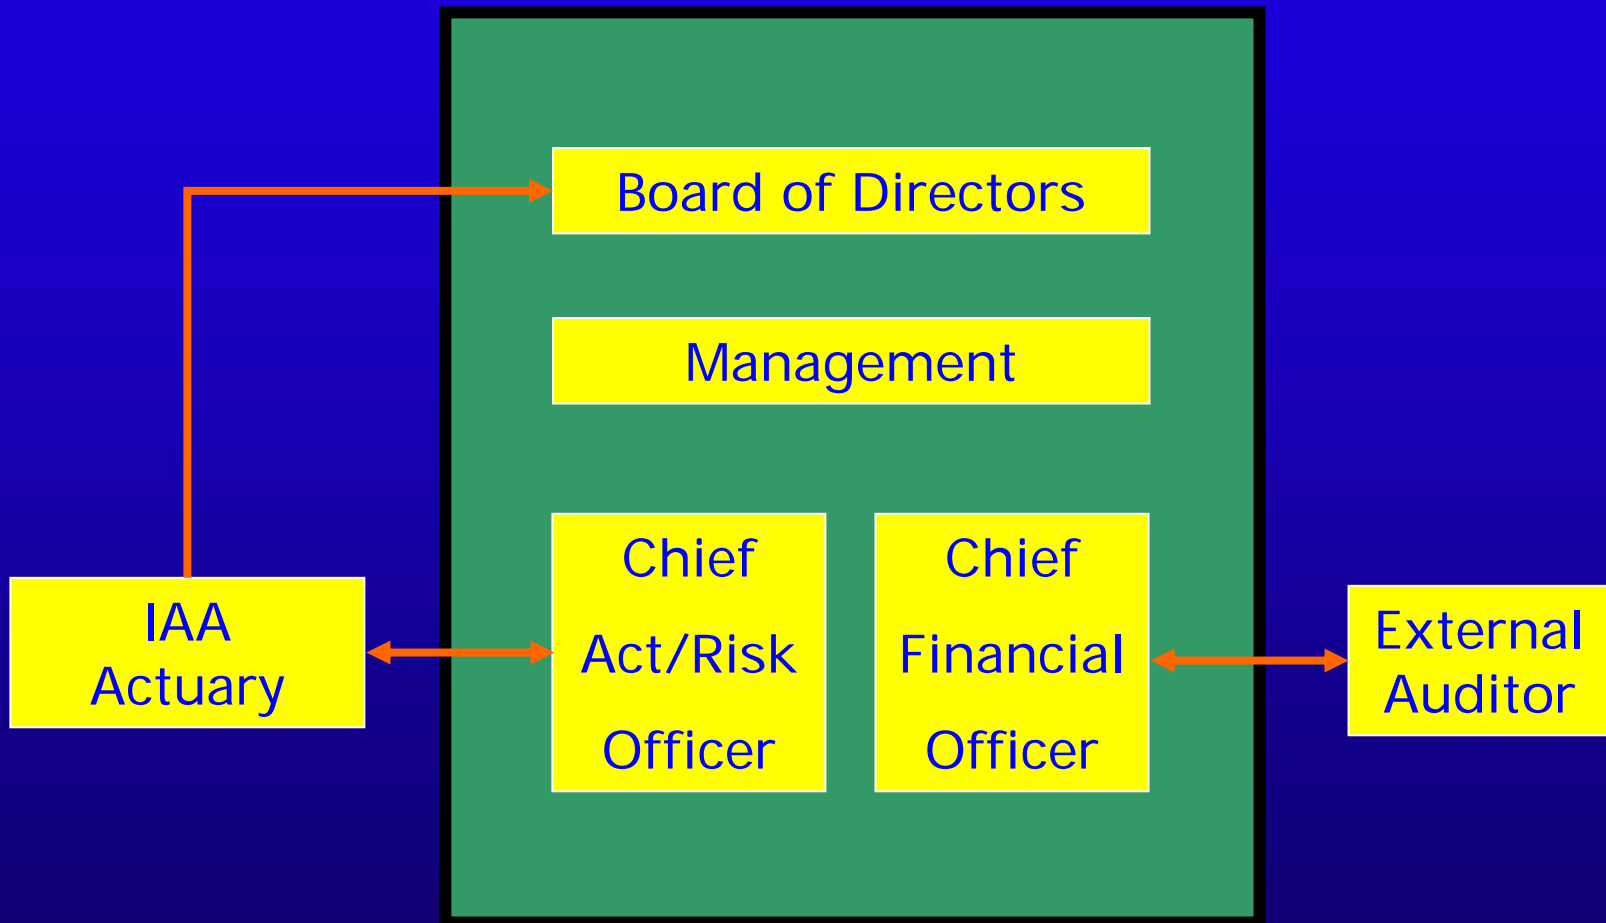 Board of Directors
Management
Chief
Act/Risk
Officer
Chief
Financial
Officer
IAA
Actuary
External
Auditor